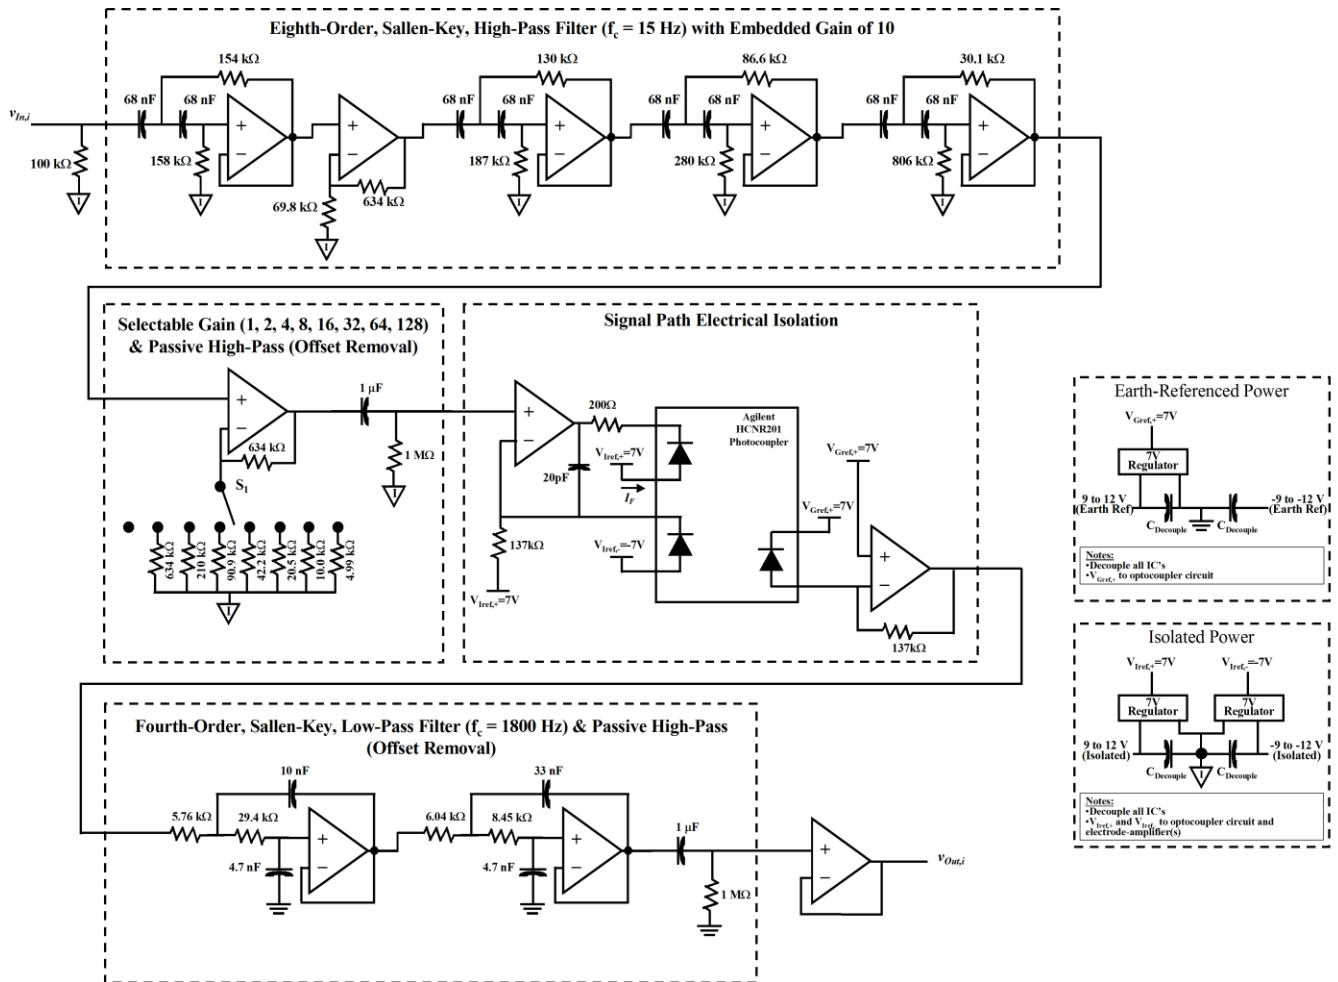 Eighth-Order, Sallen-Key, High-Pass Filter (fc = 15 Hz) with Embedded Gain of 10
154 kΩ
130 kΩ
86.6 kΩ
30.1 kΩ
68 nF
68 nF
68 nF
68 nF
68 nF
68 nF
68 nF
68 nF
vIn,i
+
−
+
−
+
−
+
−
+
−
100 kΩ
158 kΩ
187 kΩ
280 kΩ
806 kΩ
634 kΩ
69.8 kΩ
I
I
I
I
I
I
Selectable Gain (1, 2, 4, 8, 16, 32, 64, 128)
& Passive High-Pass (Offset Removal)
1 μF
+
−
634 kΩ
1 MΩ
I
S1
634 kΩ
210 kΩ
90.9 kΩ
42.2 kΩ
20.5 kΩ
10.0 kΩ
4.99 kΩ
I
Signal Path Electrical Isolation
200Ω
Agilent
HCNR201
Photocoupler
+
−
VIref,+=7V
20pF
IF
VGref,+=7V
VGref,+=7V
137kΩ
VIref,-=-7V
VIref,+=7V
+
−
137kΩ
Earth-Referenced Power
VGref,+=7V
7V
Regulator
9 to 12 V
(Earth Ref)
-9 to -12 V
(Earth Ref)
CDecouple
CDecouple
Notes:
•Decouple all IC's
•VGref,+ to optocoupler circuit
Isolated Power
VIref,+=7V
VIref,-=-7V
7V
Regulator
7V
Regulator
9 to 12 V
(Isolated)
-9 to -12 V
(Isolated)
CDecouple
I
CDecouple
Notes:
•Decouple all IC's
•VIref,+ and VIref,- to optocoupler circuit and
electrode-amplifier(s)
Fourth-Order, Sallen-Key, Low-Pass Filter (fc = 1800 Hz) & Passive High-Pass
(Offset Removal)
10 nF
33 nF
5.76 kΩ
29.4 kΩ
6.04 kΩ
8.45 kΩ
1 μF
+
−
+
−
+
−
4.7 nF
4.7 nF
1 MΩ
vOut,i